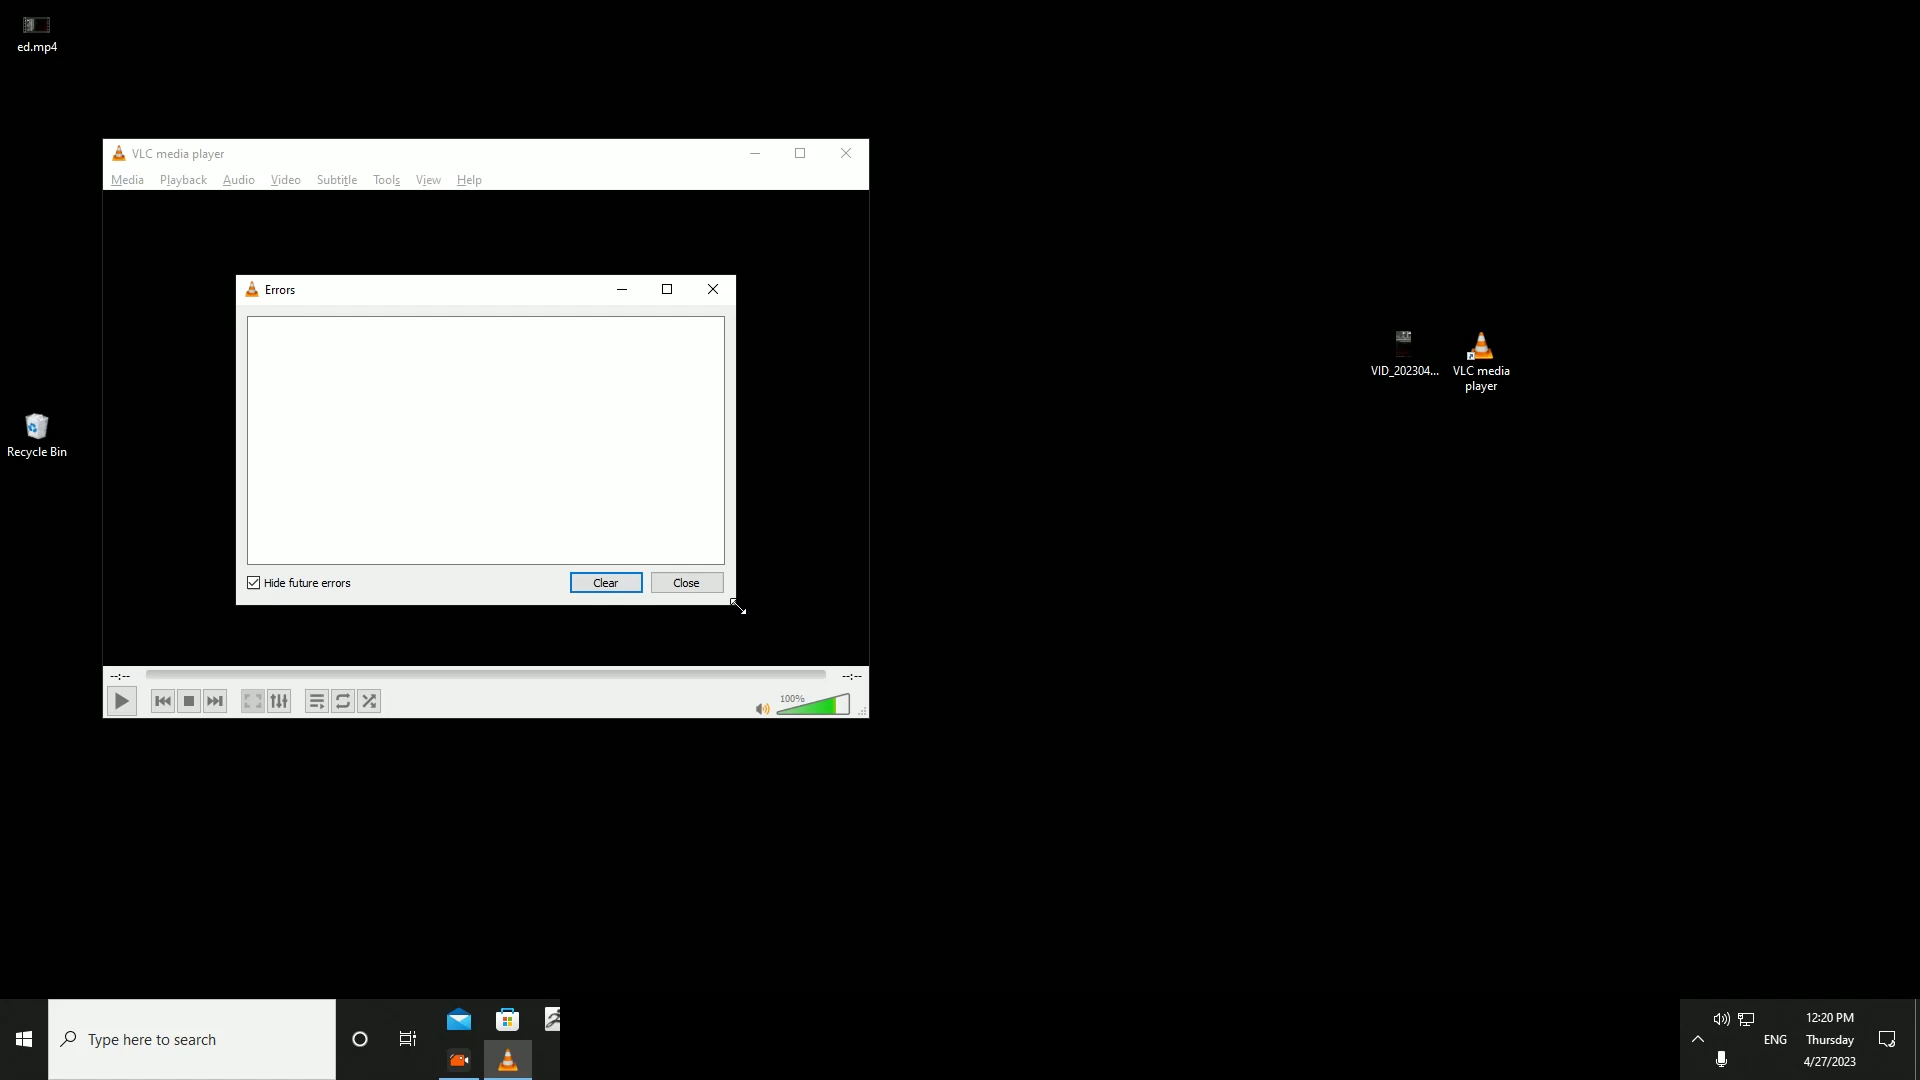 ed.mp4
VLC media player
Media Playback Audio Video Subtitle Tools View Help
Errors
VID_202304...
VLC media
player
Recycle Bin
Hide future errors
Clear
Close
--:--
--:--
100%
Type here to search
ENG
12:20 PM
Thursday
4/27/2023